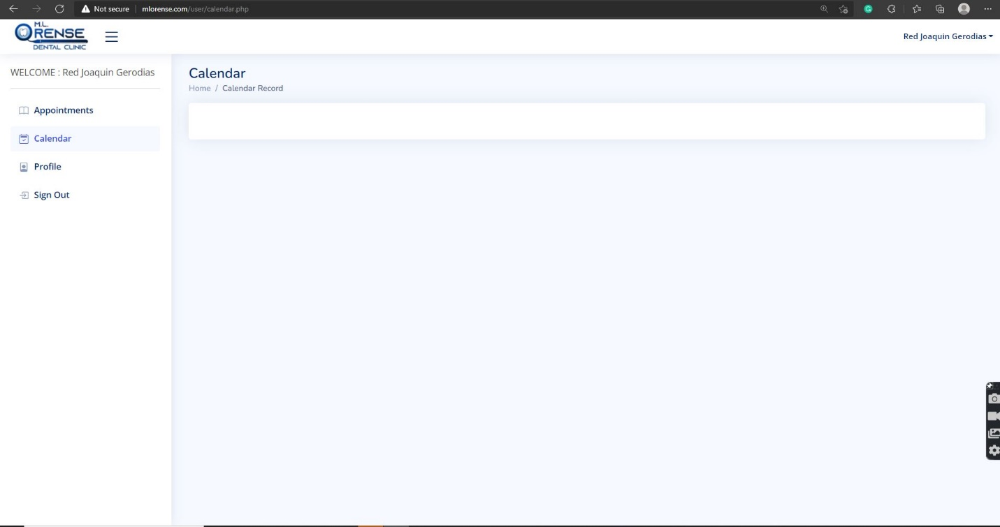 Not secure | mlorense.com/user/calendar.php
M.L.
ORENSE
DENTAL CLINIC
Red Joaquin Gerodias
WELCOME : Red Joaquin Gerodias
Appointments
Calendar
Profile
Sign Out
Calendar
Home / Calendar Record